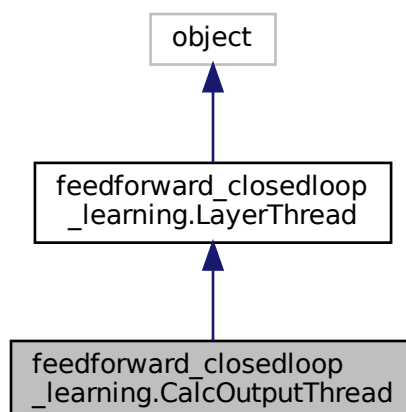 object
feedforward_closedloop
_learning.LayerThread
feedforward_closedloop
_learning.CalcOutputThread